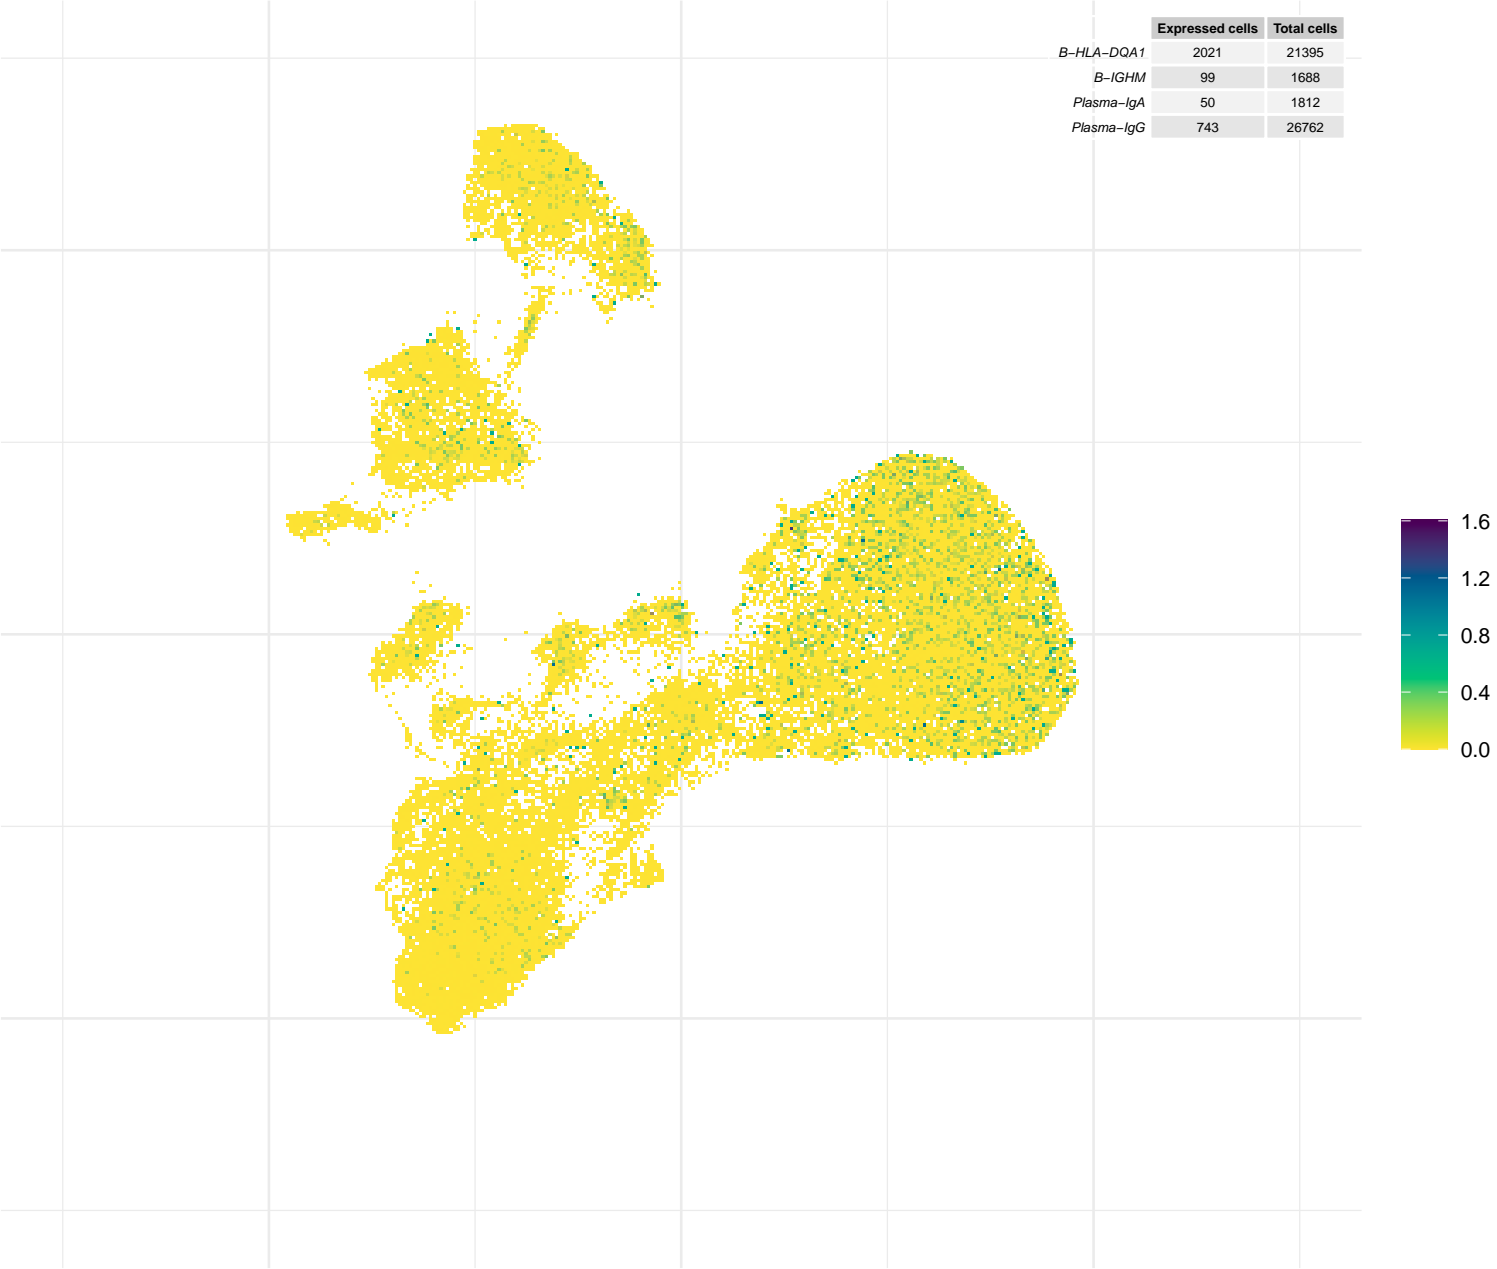 Expressed cells Total cells
B−HLA−DQA1 2021 21395
B−IGHM 99 1688
Plasma−IgA 50 1812
Plasma−IgG 743 26762
1.6
1.2
0.8
0.4
0.0